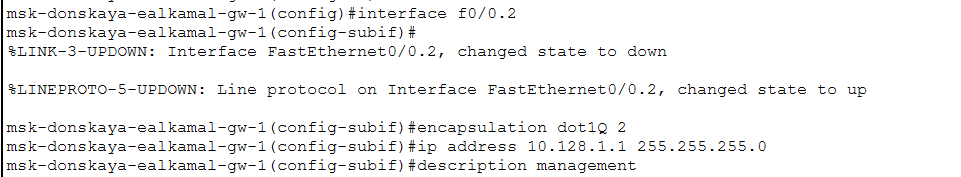 msk-donskaya-ealkamal-gw-1(config)#interface f0/0.2
msk-donskaya-ealkamal-gw-1(config-subif)#
%LINK-3-UPDOWN: Interface FastEthernet0/0.2, changed state to down
%LINEPROTO-5-UPDOWN: Line protocol on Interface FastEthernet0/0.2, changed state to up
msk-donskaya-ealkamal-gw-1(config-subif)#encapsulation dot1Q 2
msk-donskaya-ealkamal-gw-1(config-subif)#ip address 10.128.1.1 255.255.255.0
msk-donskaya-ealkamal-gw-1(config-subif)#description management